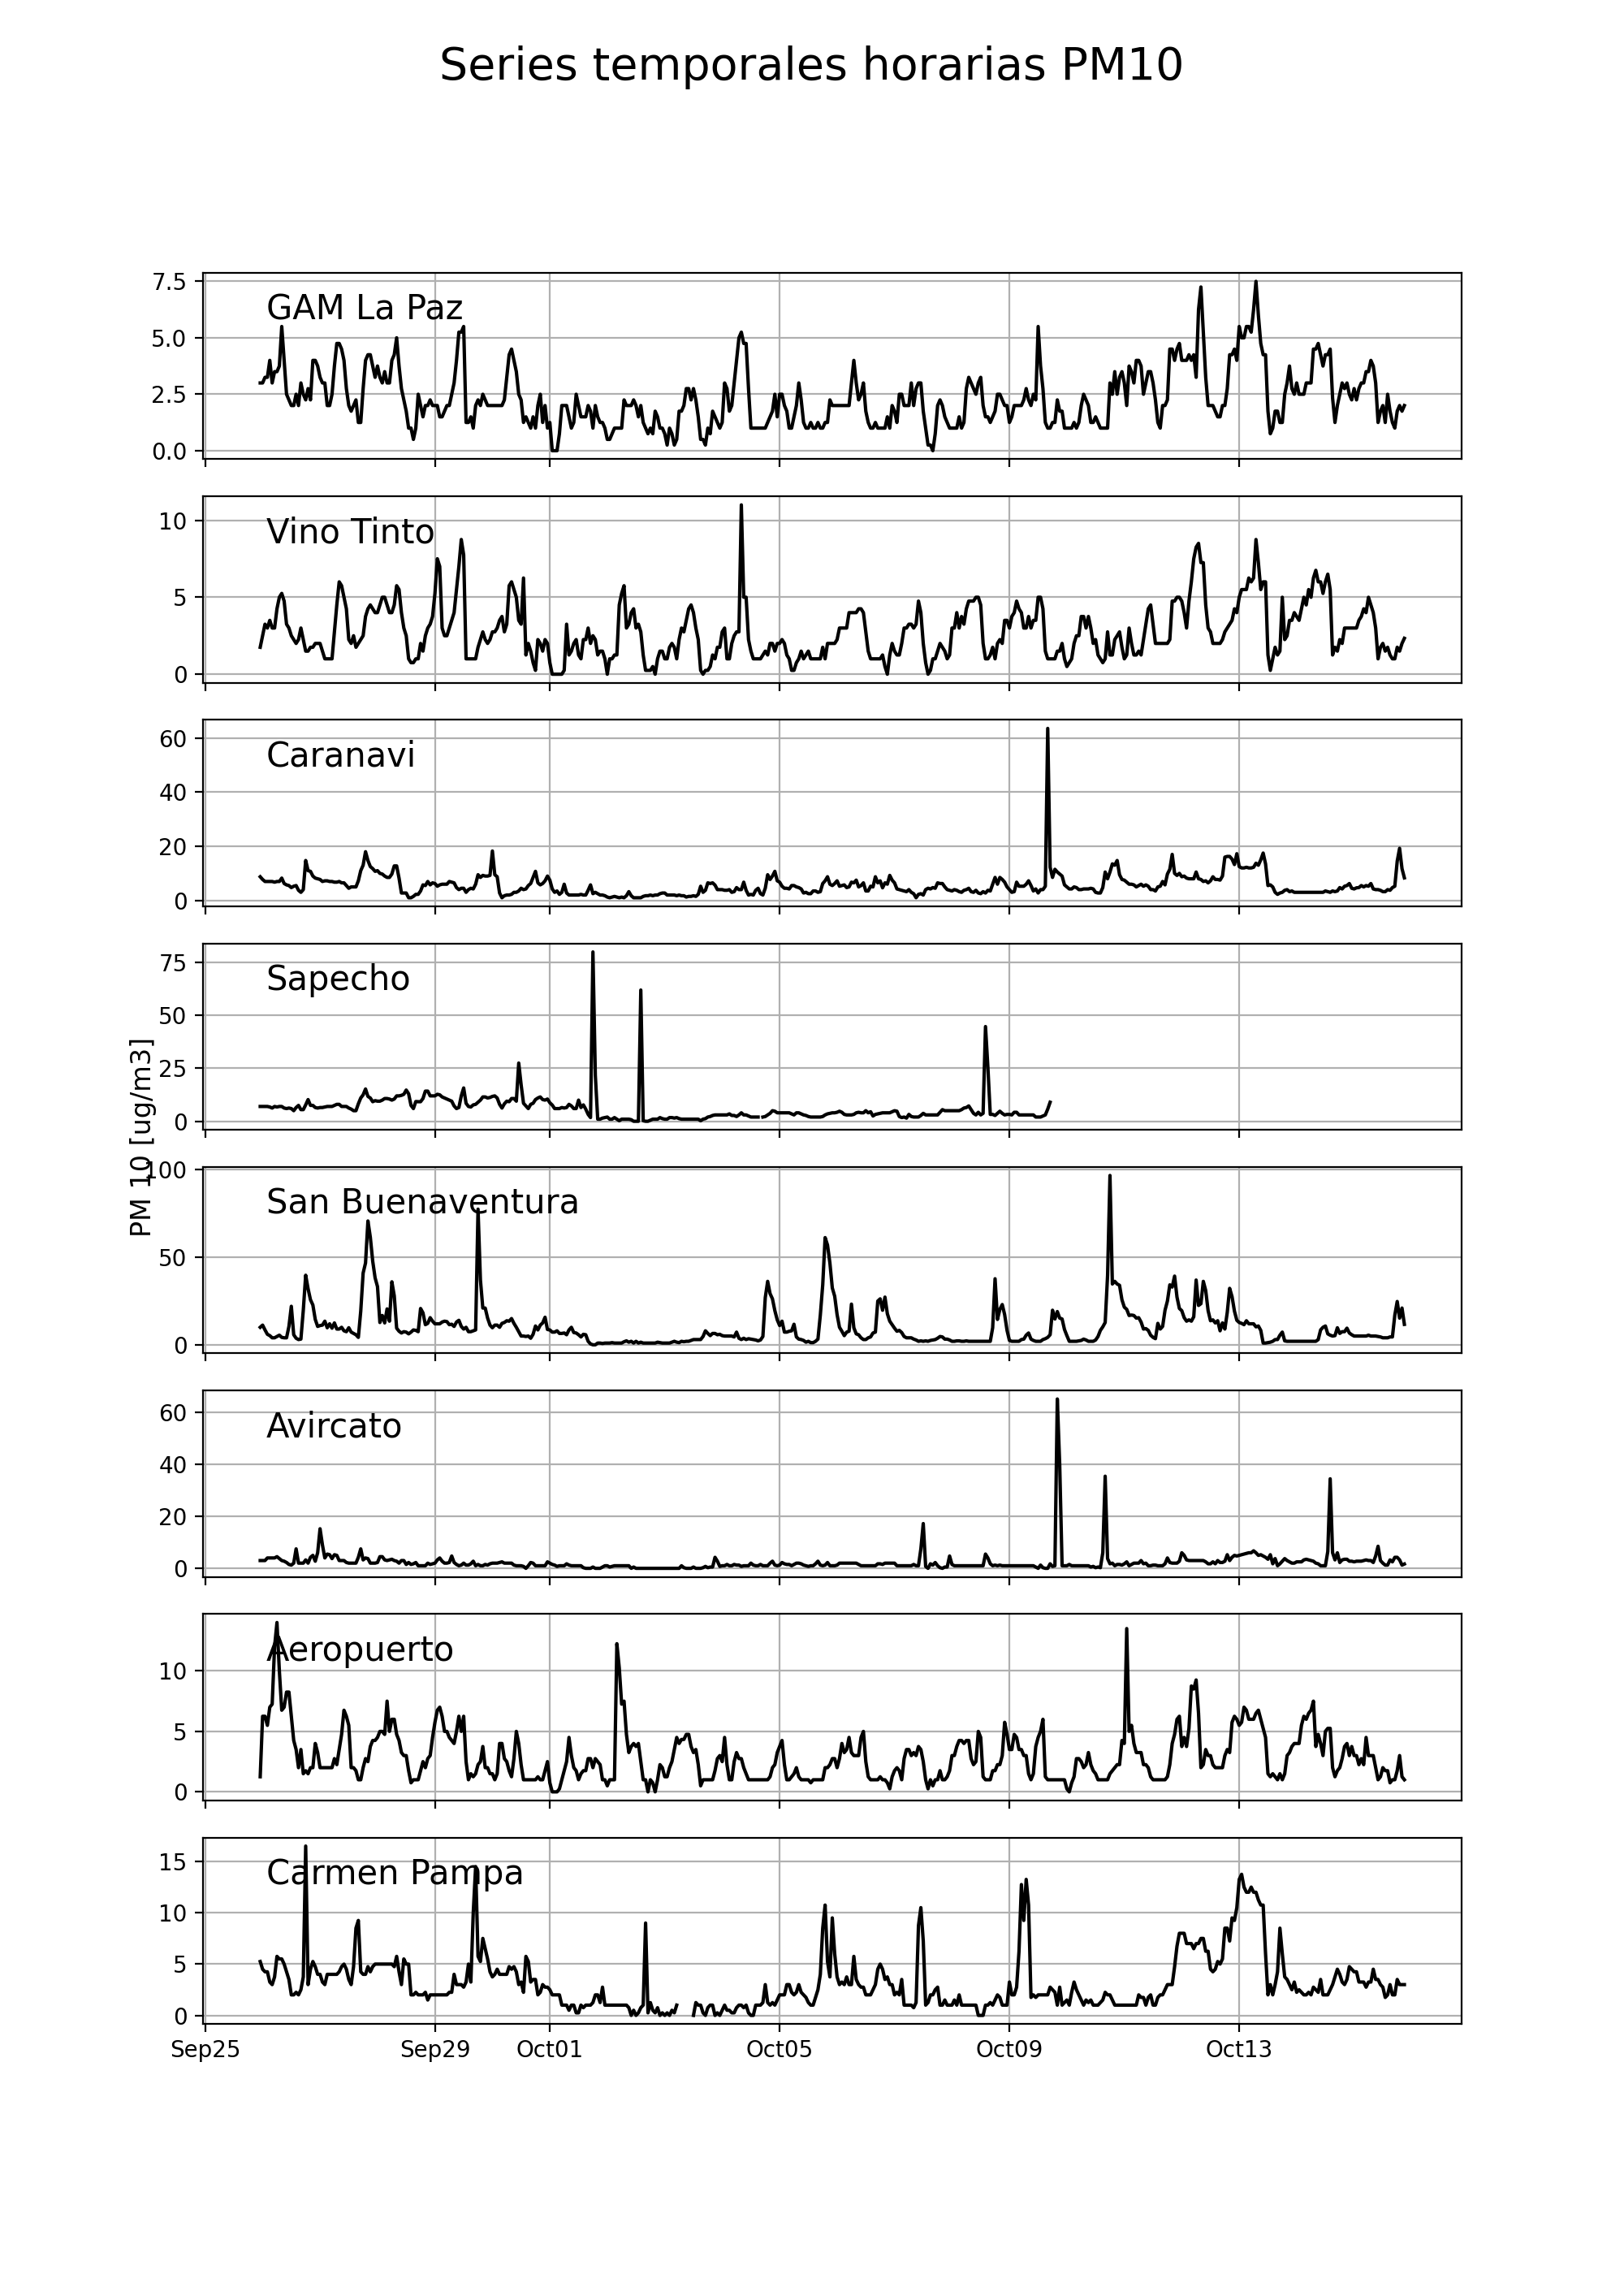 Series temporales horarias PM10
7.5
5.0
2.5
0.0
GAM La Paz
10
5
0
Vino Tinto
60
40
20
0
Caranavi
75
50
25
0
Sapecho
PM 10 [ug/m3]
100
50
0
San Buenaventura
60
40
20
0
Avircato
10
5
0
Aeropuerto
15
10
5
0
Carmen Pampa
Sep25 Sep29 Oct01 Oct05 Oct09 Oct13